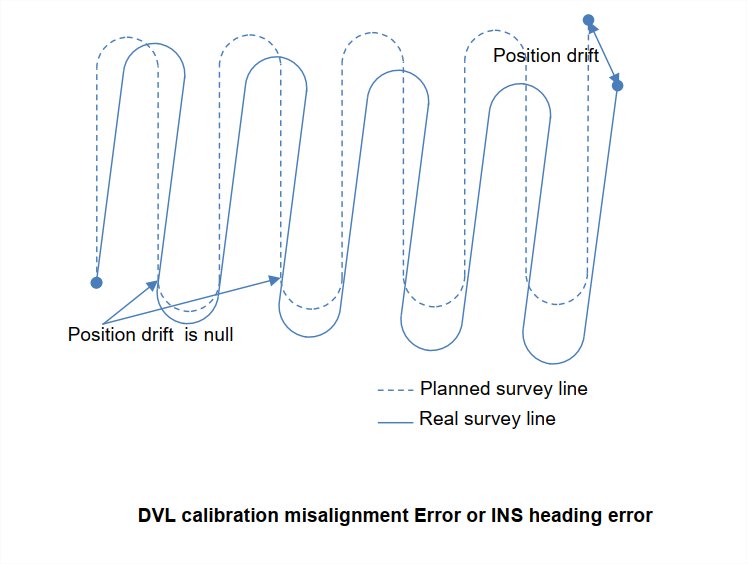 Position drift
Position drift  is null
Planned survey line
Real survey line
DVL calibration misalignment Error or INS heading error